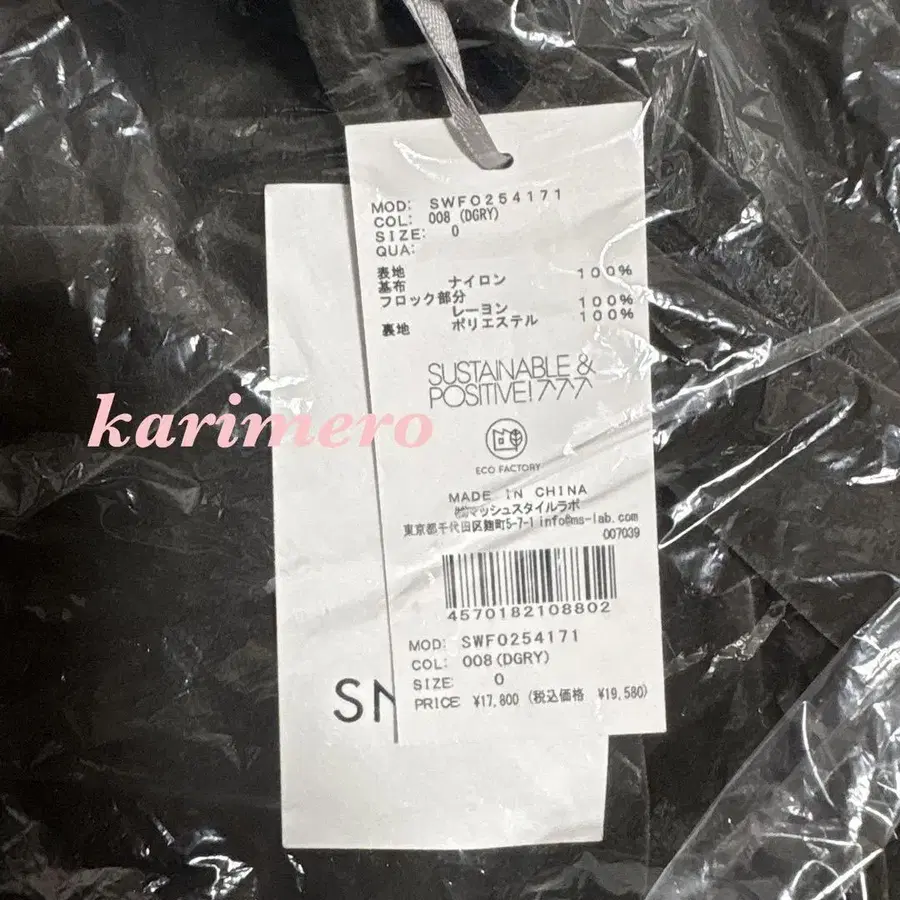 MOD: SWFO254171
COL: 008 (DGRY)
SIZE: 0
QUA:
表地
基布 ナイロン 100%
フロック部分
レーヨン 100%
裏地 ポリエステル 100%
SUSTAINABLE &
POSITIVE! 777
karimero
ECO FACTORY
MADE IN CHINA
㈱マッシュスタイルラボ
東京都千代田区麹町5-7-1 info@ms-lab.com
007039
4570182108802
MOD: SWFO254171
COL: 008 (DGRY)
SIZE: 0
SN
PRICE ¥17,800 (税込価格 ¥19,580)